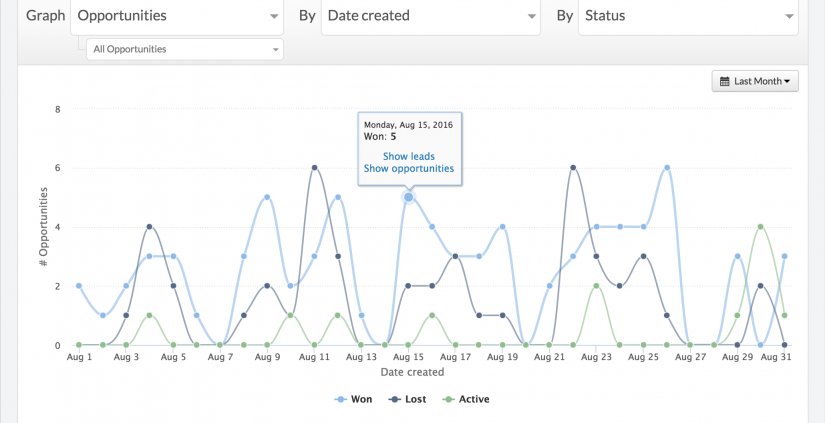 Graph Opportunities By Date created By Status
All Opportunities
Last Month
8
Monday, Aug 15, 2016
Won: 5
Show leads
Show opportunities
6
4
2
0
# Opportunities
Aug 1 Aug 3 Aug 5 Aug 7 Aug 9 Aug 11 Aug 13 Aug 15 Aug 17 Aug 19 Aug 21 Aug 23 Aug 25 Aug 27 Aug 29 Aug 31
Date created
Won Lost Active